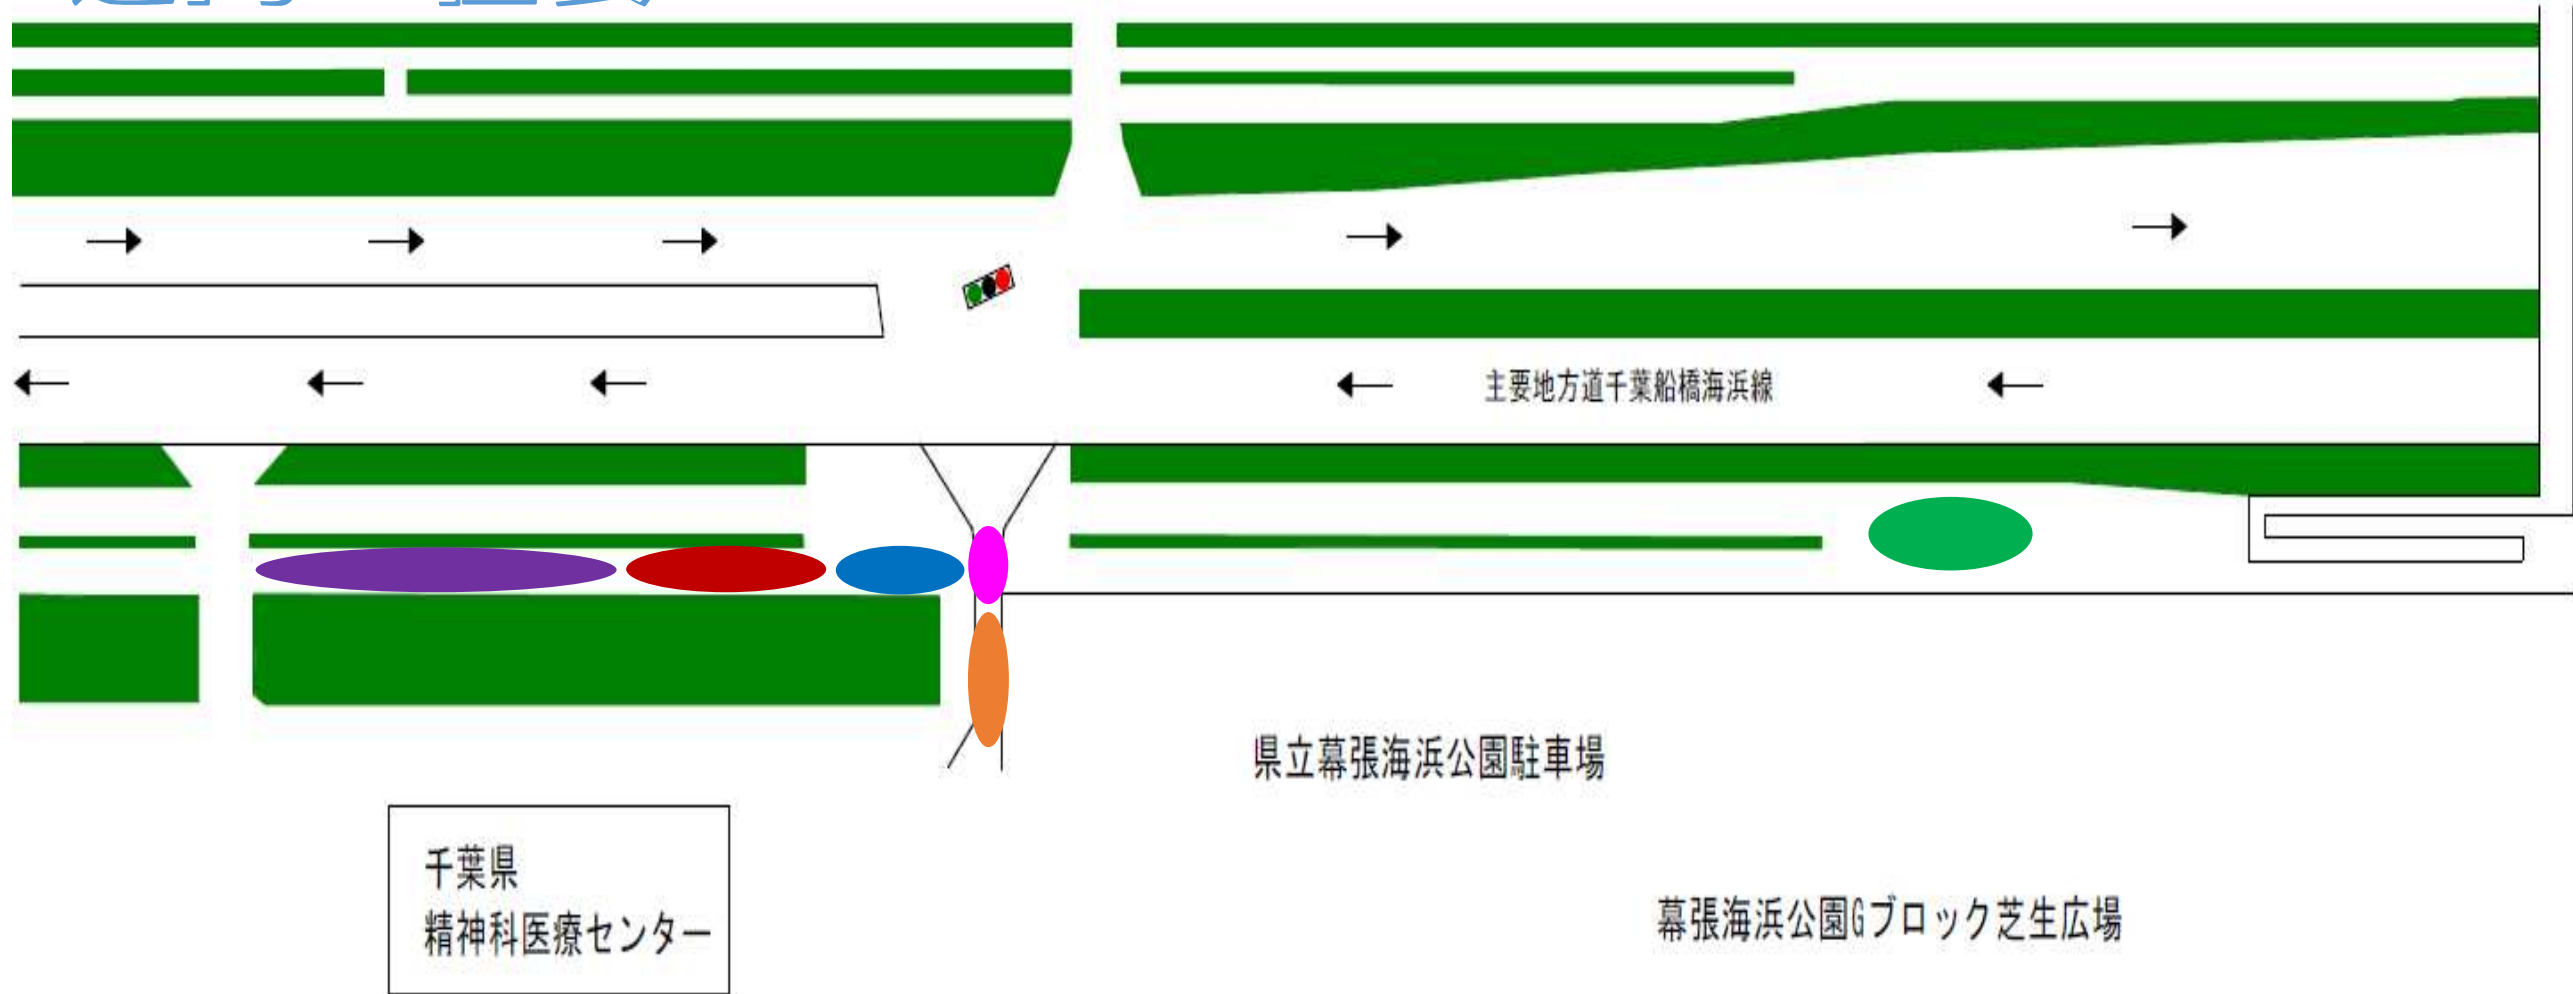 主要地方道千葉船橋海浜線
県立幕張海浜公園駐車場
千葉県
精神科医療センター
幕張海浜公園Gブロック芝生広場